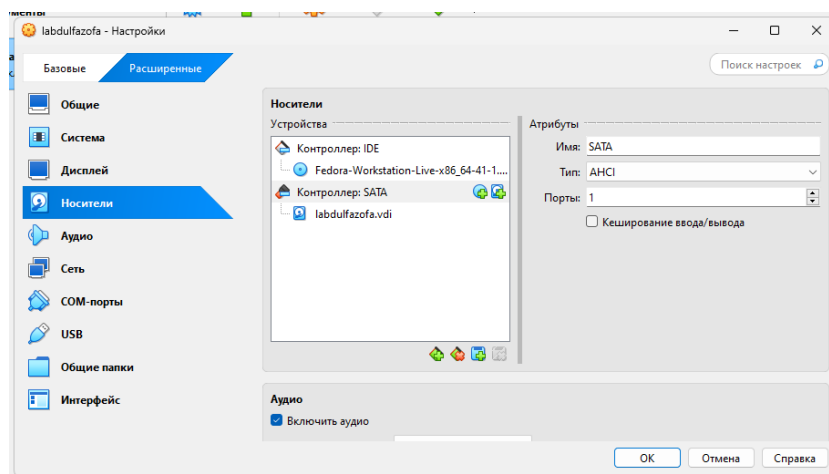 labdulfazofa - Настройки
Базовые
Расширенные
Поиск настроек
Общие
Система
Дисплей
Носители
Аудио
Сеть
COM-порты
USB
Общие папки
Интерфейс
Носители
Устройства
Контроллер: IDE
Fedora-Workstation-Live-x86_64-41-1....
Контроллер: SATA
labdulfazofa.vdi
Атрибуты
Имя: SATA
Тип: AHCI
Порты: 1
Кеширование ввода/вывода
Аудио
Включить аудио
OK Отмена Справка